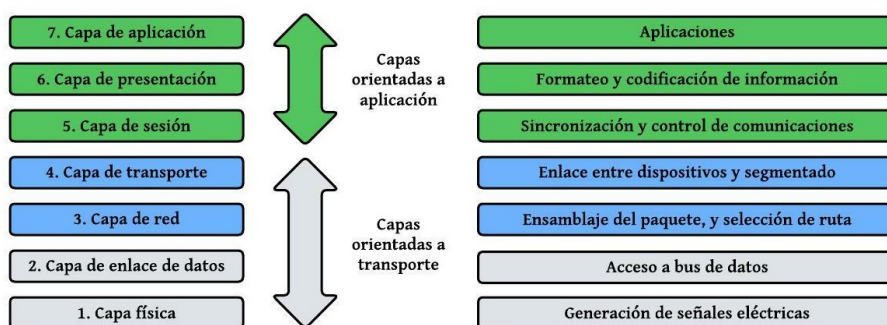 7. Capa de aplicación
6. Capa de presentación
5. Capa de sesión
4. Capa de transporte
3. Capa de red
2. Capa de enlace de datos
1. Capa física
Capas
orientadas a
aplicación
Capas
orientadas a
transporte
Aplicaciones
Formateo y codificación de información
Sincronización y control de comunicaciones
Enlace entre dispositivos y segmentado
Ensamblaje del paquete, y selección de ruta
Acceso a bus de datos
Generación de señales eléctricas